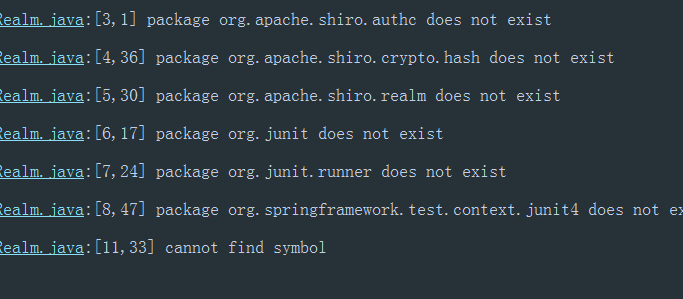 Realm.java:[3,1] package org.apache.shiro.authc does not exist
Realm.java:[4,36] package org.apache.shiro.crypto.hash does not exist
Realm.java:[5,30] package org.apache.shiro.realm does not exist
Realm.java:[6,17] package org.junit does not exist
Realm.java:[7,24] package org.junit.runner does not exist
Realm.java:[8,47] package org.springframework.test.context.junit4 does not ex
Realm.java:[11,33] cannot find symbol